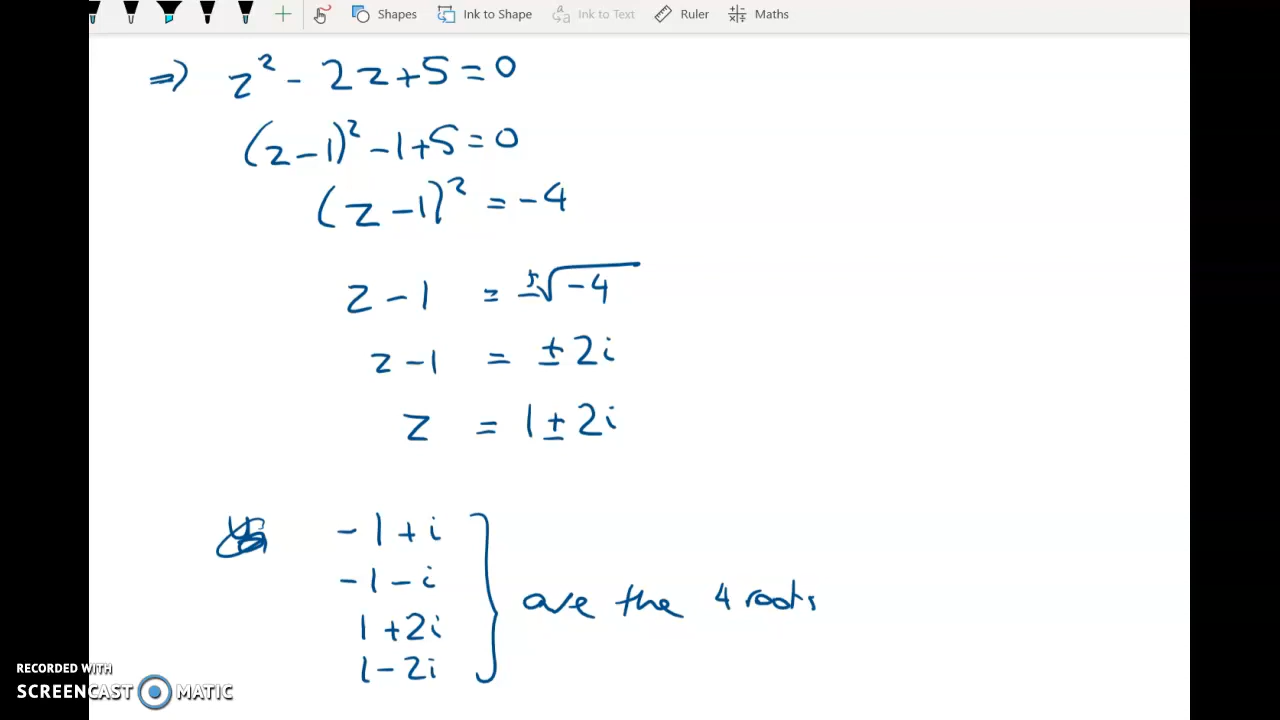 Shapes Ink to Shape Ink to Text Ruler Maths
⇒ z² - 2z + 5 = 0
(z - 1)² - 1 + 5 = 0
(z - 1)² = -4
z - 1 = ±√-4
z - 1 = ± 2i
z = 1 ± 2i
-1 + i
-1 - i
are the 4 roots
1 + 2i
1 - 2i
RECORDED WITH
SCREENCAST MATIC